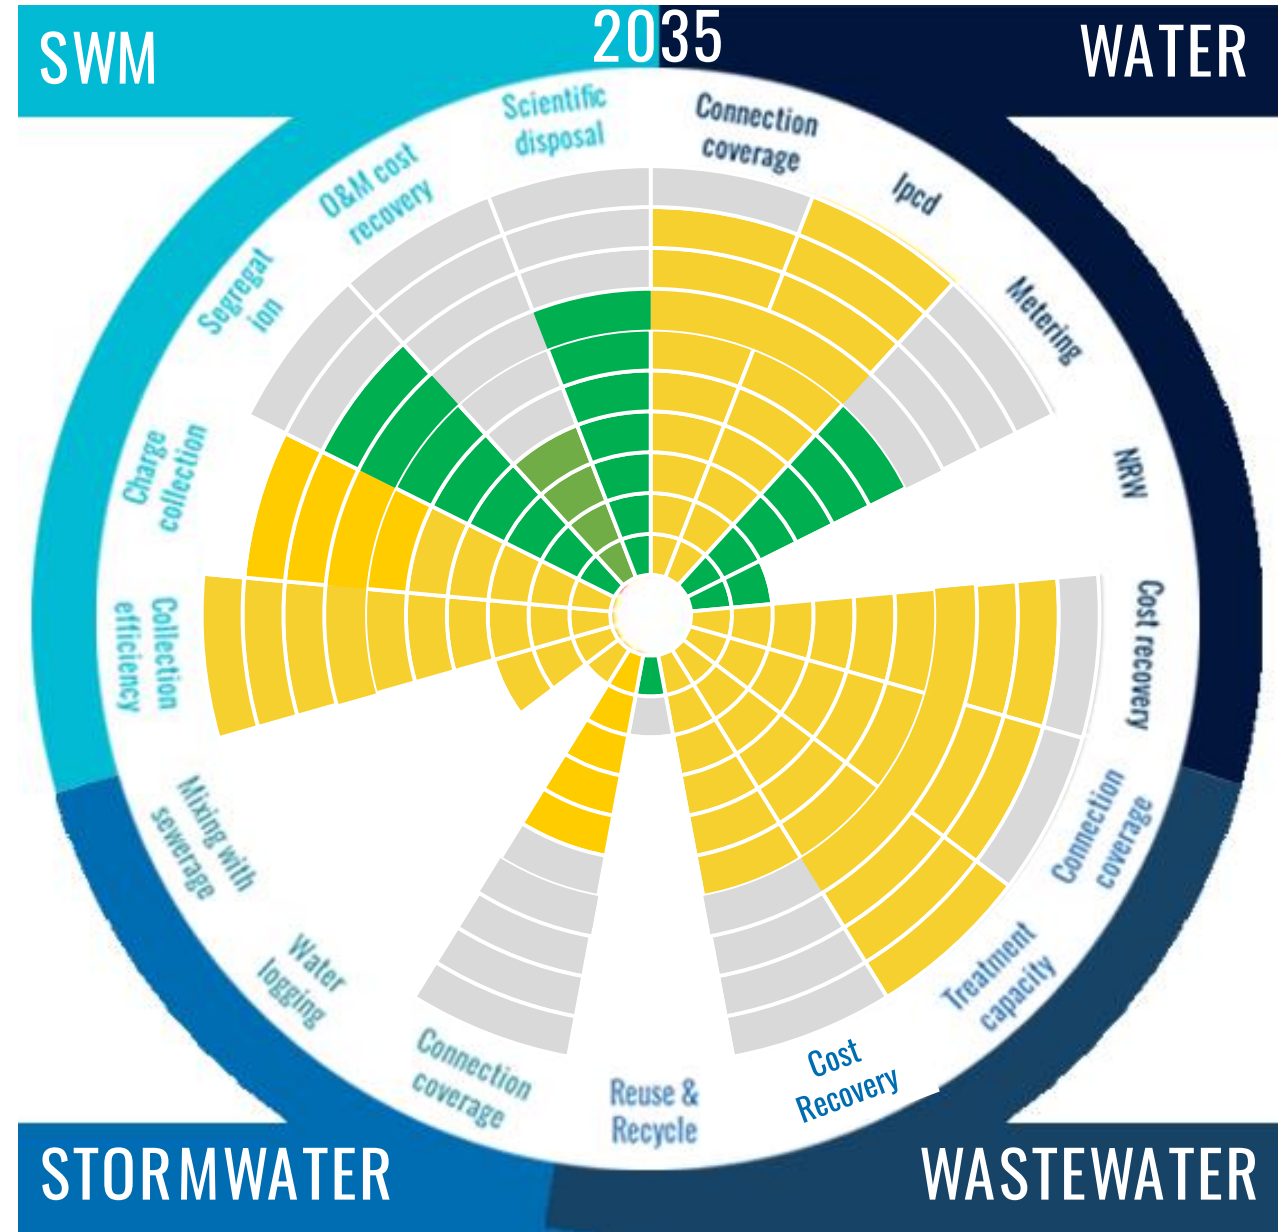 SWM
2035
WATER
Scientific
disposal
Connection
coverage
lpcd
Metering
NRW
Cost recovery
Connection
coverage
Treatment
capacity
Cost
Recovery
Reuse &
Recycle
Connection
coverage
Water
logging
Mixing with
sewerage
Collection
efficiency
Charge
collection
Segregat
ion
O&M cost
recovery
STORMWATER
WASTEWATER